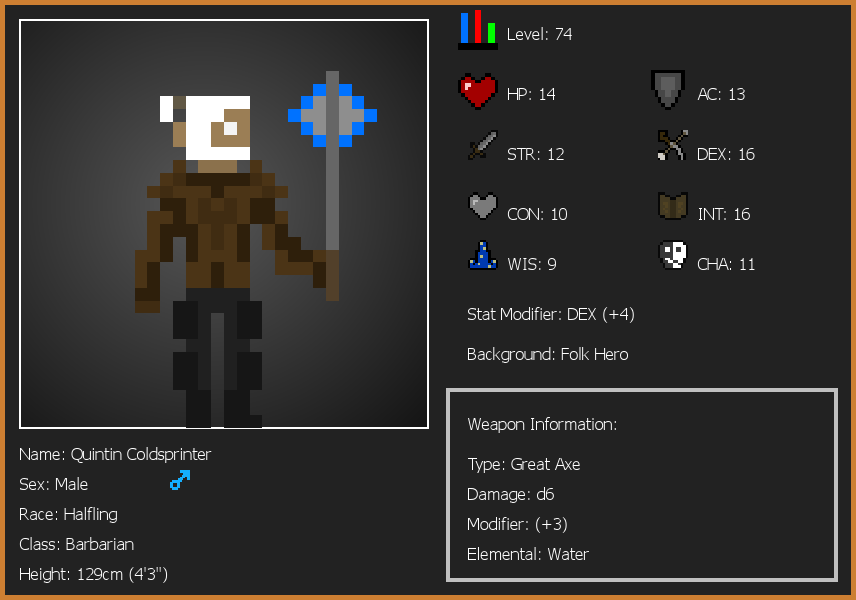 Level: 74
HP: 14
AC: 13
STR: 12
DEX: 16
CON: 10
INT: 16
WIS: 9
CHA: 11
Stat Modifier: DEX (+4)
Background: Folk Hero
Weapon Information:
Type: Great Axe
Damage: d6
Modifier: (+3)
Elemental: Water
Name: Quintin Coldsprinter
Sex: Male
Race: Halfling
Class: Barbarian
Height: 129cm (4'3")